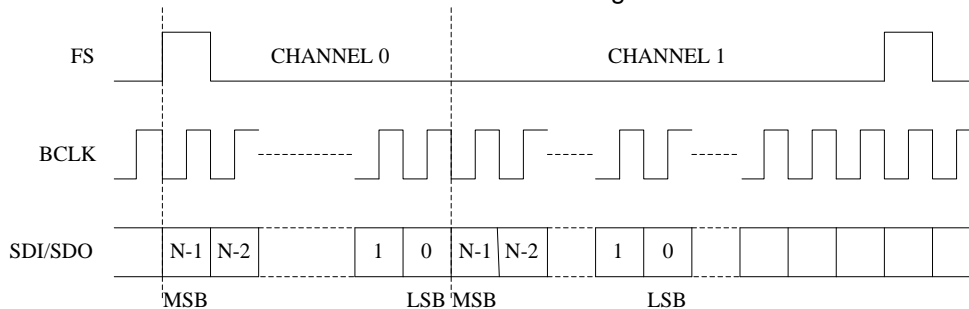 FS CHANNEL 0 CHANNEL 1
BCLK
SDI/SDO N-1 N-2 1 0 N-1 N-2 1 0
MSB LSB MSB LSB